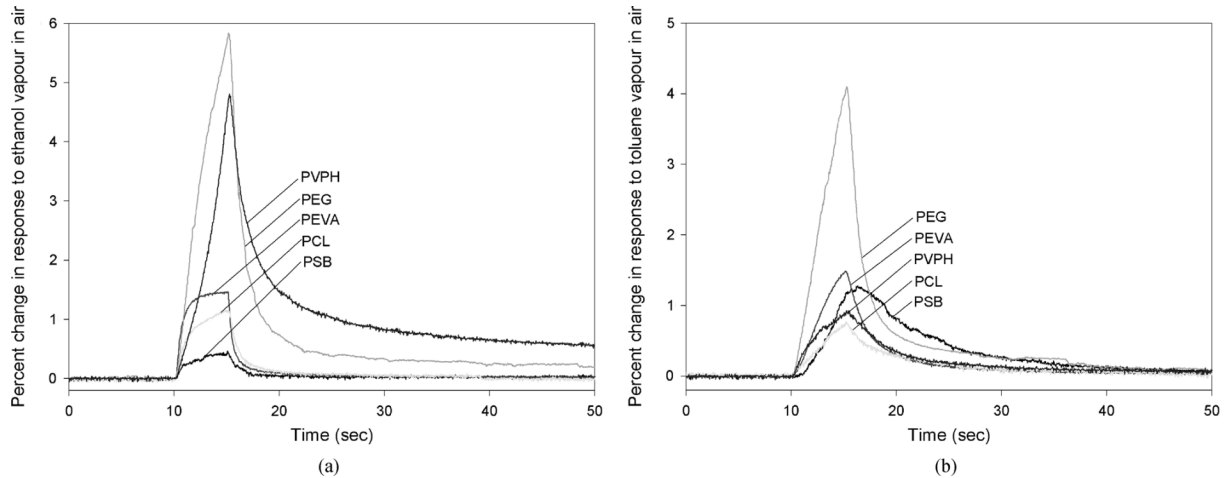 Percent change in response to ethanol vapour in air
6
5
4
3
2
1
0
PVPH
PEG
PEVA
PCL
PSB
0 10 20 30 40 50
Time (sec)
(a)
Percent change in response to toluene vapour in air
5
4
3
2
1
0
PEG
PEVA
PVPH
PCL
PSB
0 10 20 30 40 50
Time (sec)
(b)